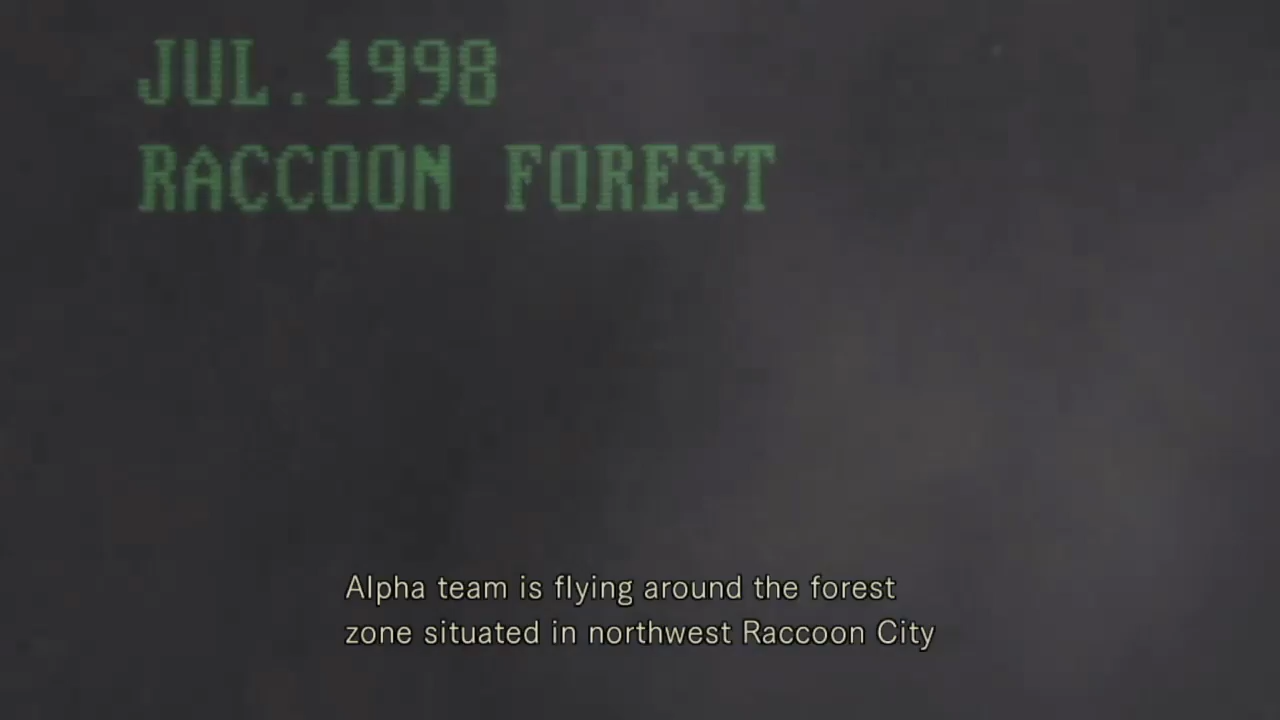 JUL.1998
RACCOON FOREST
Alpha team is flying around the forest
zone situated in northwest Raccoon City